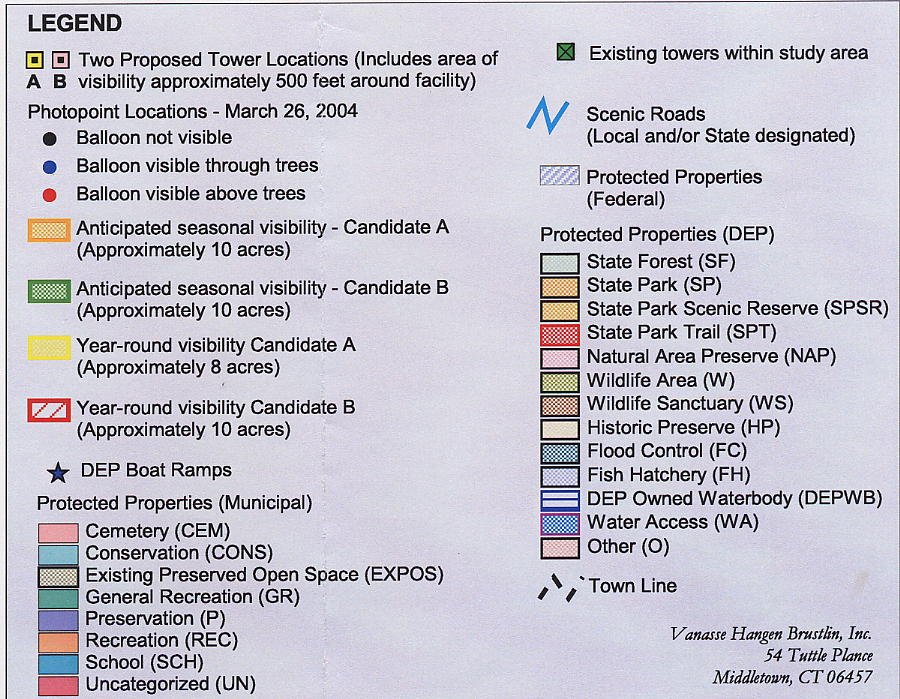 LEGEND
Two Proposed Tower Locations (Includes area of
A B visibility approximately 500 feet around facility)
Photopoint Locations - March 26, 2004
Balloon not visible
Balloon visible through trees
Balloon visible above trees
Anticipated seasonal visibility - Candidate A
(Approximately 10 acres)
Anticipated seasonal visibility - Candidate B
(Approximately 10 acres)
Year-round visibility Candidate A
(Approximately 8 acres)
Year-round visibility Candidate B
(Approximately 10 acres)
DEP Boat Ramps
Protected Properties (Municipal)
Cemetery (CEM)
Conservation (CONS)
Existing Preserved Open Space (EXPOS)
General Recreation (GR)
Preservation (P)
Recreation (REC)
School (SCH)
Uncategorized (UN)
Existing towers within study area
Scenic Roads
(Local and/or State designated)
Protected Properties
(Federal)
Protected Properties (DEP)
State Forest (SF)
State Park (SP)
State Park Scenic Reserve (SPSR)
State Park Trail (SPT)
Natural Area Preserve (NAP)
Wildlife Area (W)
Wildlife Sanctuary (WS)
Historic Preserve (HP)
Flood Control (FC)
Fish Hatchery (FH)
DEP Owned Waterbody (DEPWB)
Water Access (WA)
Other (O)
Town Line
Vanasse Hangen Brustlin, Inc.
54 Tuttle Plance
Middletown, CT 06457